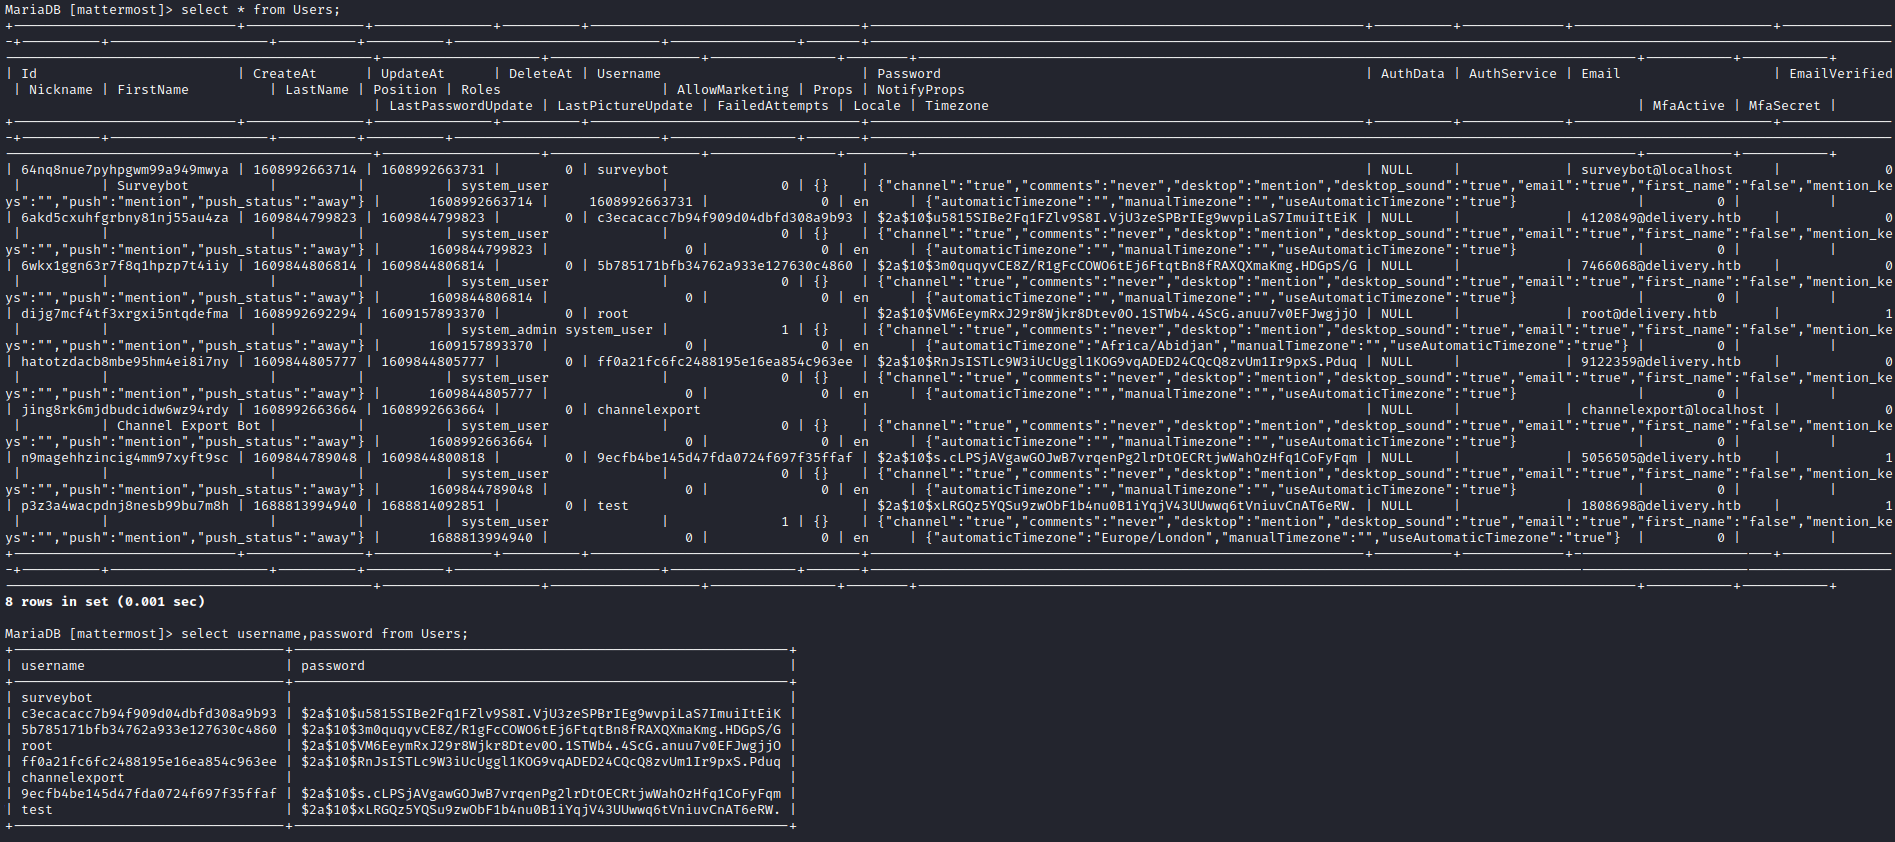 MariaDB [mattermost]> select * from Users;
| Id | CreateAt | UpdateAt | DeleteAt | Username | Password | AuthData | AuthService | Email | EmailVerified
| Nickname | FirstName | LastName | Position | Roles | AllowMarketing | Props | NotifyProps
| LastPasswordUpdate | LastPictureUpdate | FailedAttempts | Locale | Timezone | MfaActive | MfaSecret |
| 64nq8nue7pyhpgwm99a949mwya | 1608992663714 | 1608992663731 | 0 | surveybot | | NULL | | surveybot@localhost | 0
| | Surveybot | | | system_user | 0 | {} | {"channel":"true","comments":"never","desktop":"mention","desktop_sound":"true","email":"true","first_name":"false","mention_ke
ys":"","push":"mention","push_status":"away"} | 1608992663714 | 1608992663731 | 0 | en | {"automaticTimezone":"","manualTimezone":"","useAutomaticTimezone":"true"} | 0 | |
| 6akd5cxuhfgrbny81nj55au4za | 1609844799823 | 1609844799823 | 0 | c3ecacacc7b94f909d04dbfd308a9b93 | $2a$10$u5815SIBe2Fq1FZlv9S8I.VjU3zeSPBrIEg9wvpiLaS7ImuiItEiK | NULL | | 4120849@delivery.htb | 0
| | | | | system_user | 0 | {} | {"channel":"true","comments":"never","desktop":"mention","desktop_sound":"true","email":"true","first_name":"false","mention_ke
ys":"","push":"mention","push_status":"away"} | 1609844799823 | 0 | 0 | en | {"automaticTimezone":"","manualTimezone":"","useAutomaticTimezone":"true"} | 0 | |
| 6wkx1ggn63r7f8q1hpzp7t4iiy | 1609844806814 | 1609844806814 | 0 | 5b785171bfb34762a933e127630c4860 | $2a$10$3m0quqyvCE8Z/R1gFcCOWO6tEj6FtqtBn8fRAXQXmaKmg.HDGpS/G | NULL | | 7466068@delivery.htb | 0
| | | | | system_user | 0 | {} | {"channel":"true","comments":"never","desktop":"mention","desktop_sound":"true","email":"true","first_name":"false","mention_ke
ys":"","push":"mention","push_status":"away"} | 1609844806814 | 0 | 0 | en | {"automaticTimezone":"","manualTimezone":"","useAutomaticTimezone":"true"} | 0 | |
| dijg7mcf4tf3xrgxi5ntqdefma | 1608992692294 | 1609157893370 | 0 | root | $2a$10$VM6EeymRxJ29r8Wjkr8Dtev0O.1STWb4.4ScG.anuu7v0EFJwgjjO | NULL | | root@delivery.htb | 1
| | | | | system_admin system_user | 1 | {} | {"channel":"true","comments":"never","desktop":"mention","desktop_sound":"true","email":"true","first_name":"false","mention_ke
ys":"","push":"mention","push_status":"away"} | 1609157893370 | 0 | 0 | en | {"automaticTimezone":"Africa/Abidjan","manualTimezone":"","useAutomaticTimezone":"true"} | 0 | |
| hatotzdacb8mbe95hm4ei8i7ny | 1609844805777 | 1609844805777 | 0 | ff0a21fc6fc2488195e16ea854c963ee | $2a$10$RnJsISTLc9W3iUcUggl1KOG9vqADED24CQcQ8zvUm1Ir9pxS.Pduq | NULL | | 9122359@delivery.htb | 0
| | | | | system_user | 0 | {} | {"channel":"true","comments":"never","desktop":"mention","desktop_sound":"true","email":"true","first_name":"false","mention_ke
ys":"","push":"mention","push_status":"away"} | 1609844805777 | 0 | 0 | en | {"automaticTimezone":"","manualTimezone":"","useAutomaticTimezone":"true"} | 0 | |
| jing8rk6mjdbudcidw6wz94rdy | 1608992663664 | 1608992663664 | 0 | channelexport | | NULL | | channelexport@localhost | 0
| | Channel Export Bot | | | system_user | 0 | {} | {"channel":"true","comments":"never","desktop":"mention","desktop_sound":"true","email":"true","first_name":"false","mention_ke
ys":"","push":"mention","push_status":"away"} | 1608992663664 | 0 | 0 | en | {"automaticTimezone":"","manualTimezone":"","useAutomaticTimezone":"true"} | 0 | |
| n9magehhzincig4mm97xyft9sc | 1609844789048 | 1609844800818 | 0 | 9ecfb4be145d47fda0724f697f35ffaf | $2a$10$s.cLPSjAVgawGOJwB7vrqenPg2lrDtOECRtjwWahOzHfq1CoFyFqm | NULL | | 5056505@delivery.htb | 1
| | | | | system_user | 0 | {} | {"channel":"true","comments":"never","desktop":"mention","desktop_sound":"true","email":"true","first_name":"false","mention_ke
ys":"","push":"mention","push_status":"away"} | 1609844789048 | 0 | 0 | en | {"automaticTimezone":"","manualTimezone":"","useAutomaticTimezone":"true"} | 0 | |
| p3z3a4wacpdnj8nesb99bu7m8h | 1688813994940 | 1688814092851 | 0 | test | $2a$10$xLRGQz5YQSu9zwObF1b4nu0B1iYqjV43UUwwq6tVniuvCnAT6eRW. | NULL | | 1808698@delivery.htb | 1
| | | | | system_user | 1 | {} | {"channel":"true","comments":"never","desktop":"mention","desktop_sound":"true","email":"true","first_name":"false","mention_ke
ys":"","push":"mention","push_status":"away"} | 1688813994940 | 0 | 0 | en | {"automaticTimezone":"Europe/London","manualTimezone":"","useAutomaticTimezone":"true"} | 0 | |
8 rows in set (0.001 sec)
MariaDB [mattermost]> select username,password from Users;
| username | password |
| surveybot | |
| c3ecacacc7b94f909d04dbfd308a9b93 | $2a$10$u5815SIBe2Fq1FZlv9S8I.VjU3zeSPBrIEg9wvpiLaS7ImuiItEiK |
| 5b785171bfb34762a933e127630c4860 | $2a$10$3m0quqyvCE8Z/R1gFcCOWO6tEj6FtqtBn8fRAXQXmaKmg.HDGpS/G |
| root | $2a$10$VM6EeymRxJ29r8Wjkr8Dtev0O.1STWb4.4ScG.anuu7v0EFJwgjjO |
| ff0a21fc6fc2488195e16ea854c963ee | $2a$10$RnJsISTLc9W3iUcUggl1KOG9vqADED24CQcQ8zvUm1Ir9pxS.Pduq |
| channelexport | |
| 9ecfb4be145d47fda0724f697f35ffaf | $2a$10$s.cLPSjAVgawGOJwB7vrqenPg2lrDtOECRtjwWahOzHfq1CoFyFqm |
| test | $2a$10$xLRGQz5YQSu9zwObF1b4nu0B1iYqjV43UUwwq6tVniuvCnAT6eRW. |